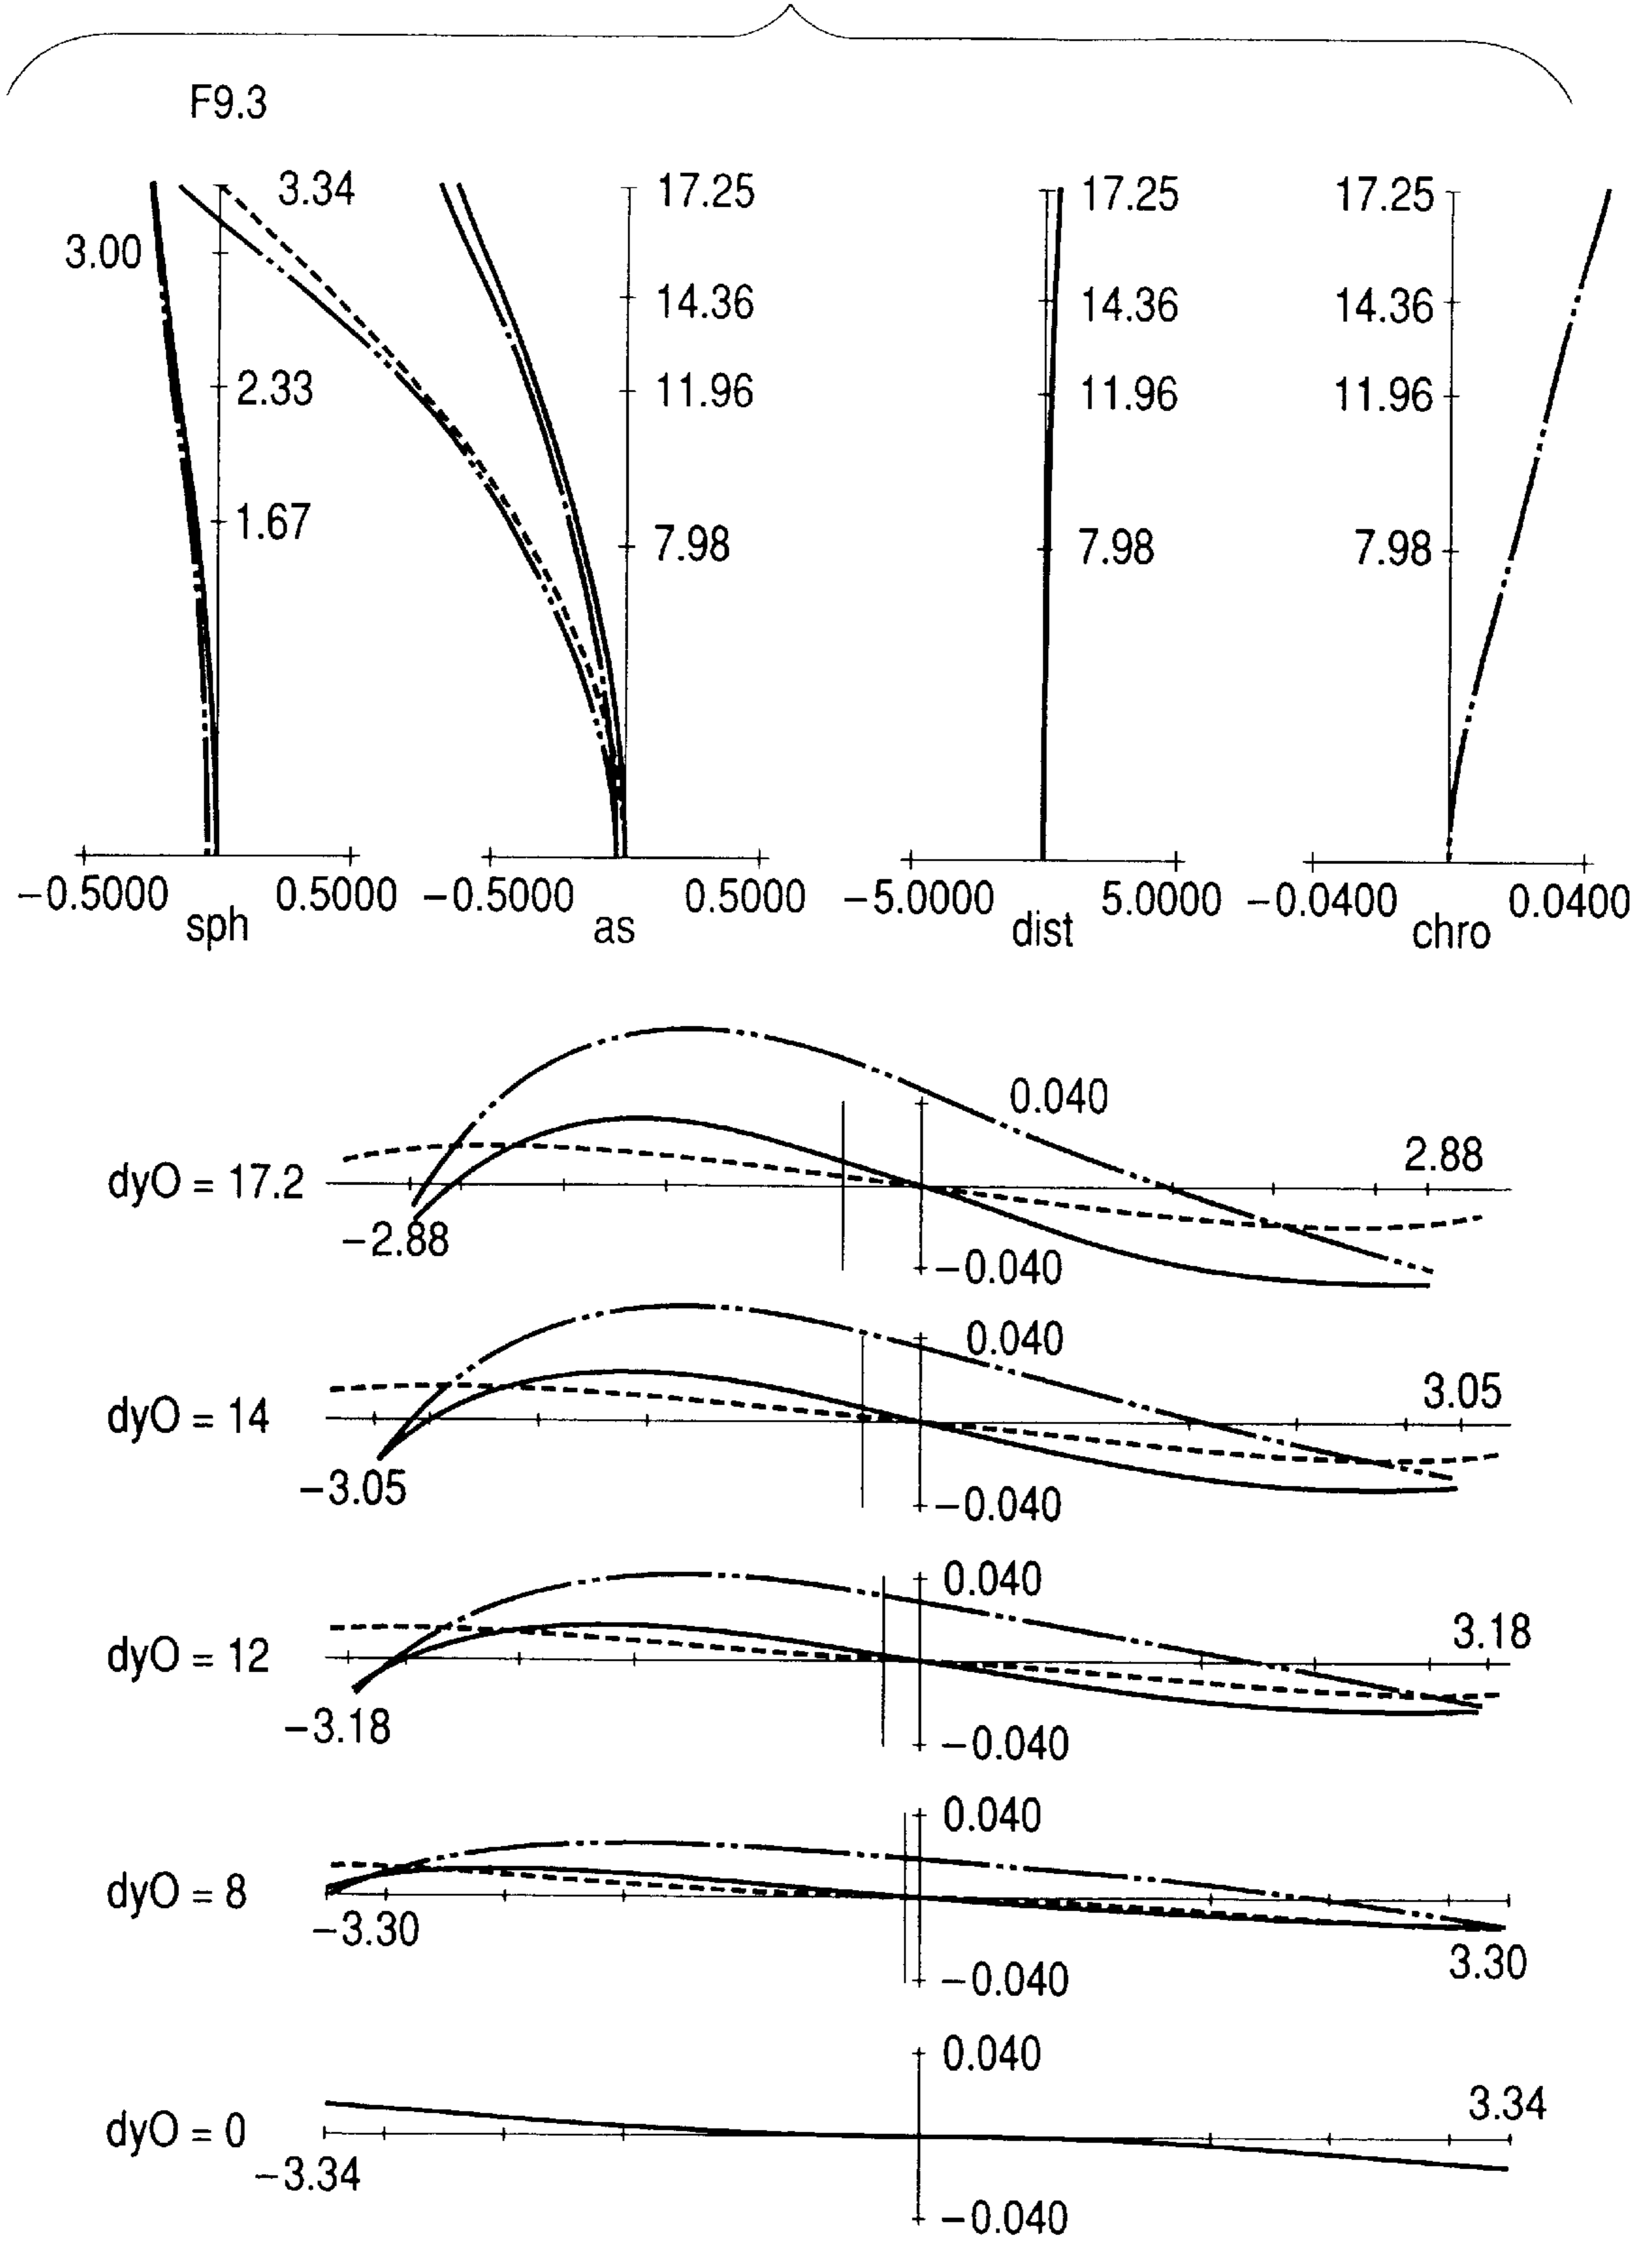 F9.3
3.34 17.25 17.25 17.25
3.00
14.36 14.36 14.36
2.33 11.96 11.96 11.96
1.67
7.98 7.98 7.98
−0.5000 0.5000 −0.5000 0.5000 −5.0000 5.0000 −0.0400 0.0400
sph as dist chro
0.040
2.88
dyO = 17.2
−2.88
−0.040
0.040
3.05
dyO = 14
−3.05
−0.040
0.040
3.18
dyO = 12
−3.18
−0.040
0.040
dyO = 8
−3.30
3.30
−0.040
0.040
3.34
dyO = 0
−3.34
−0.040